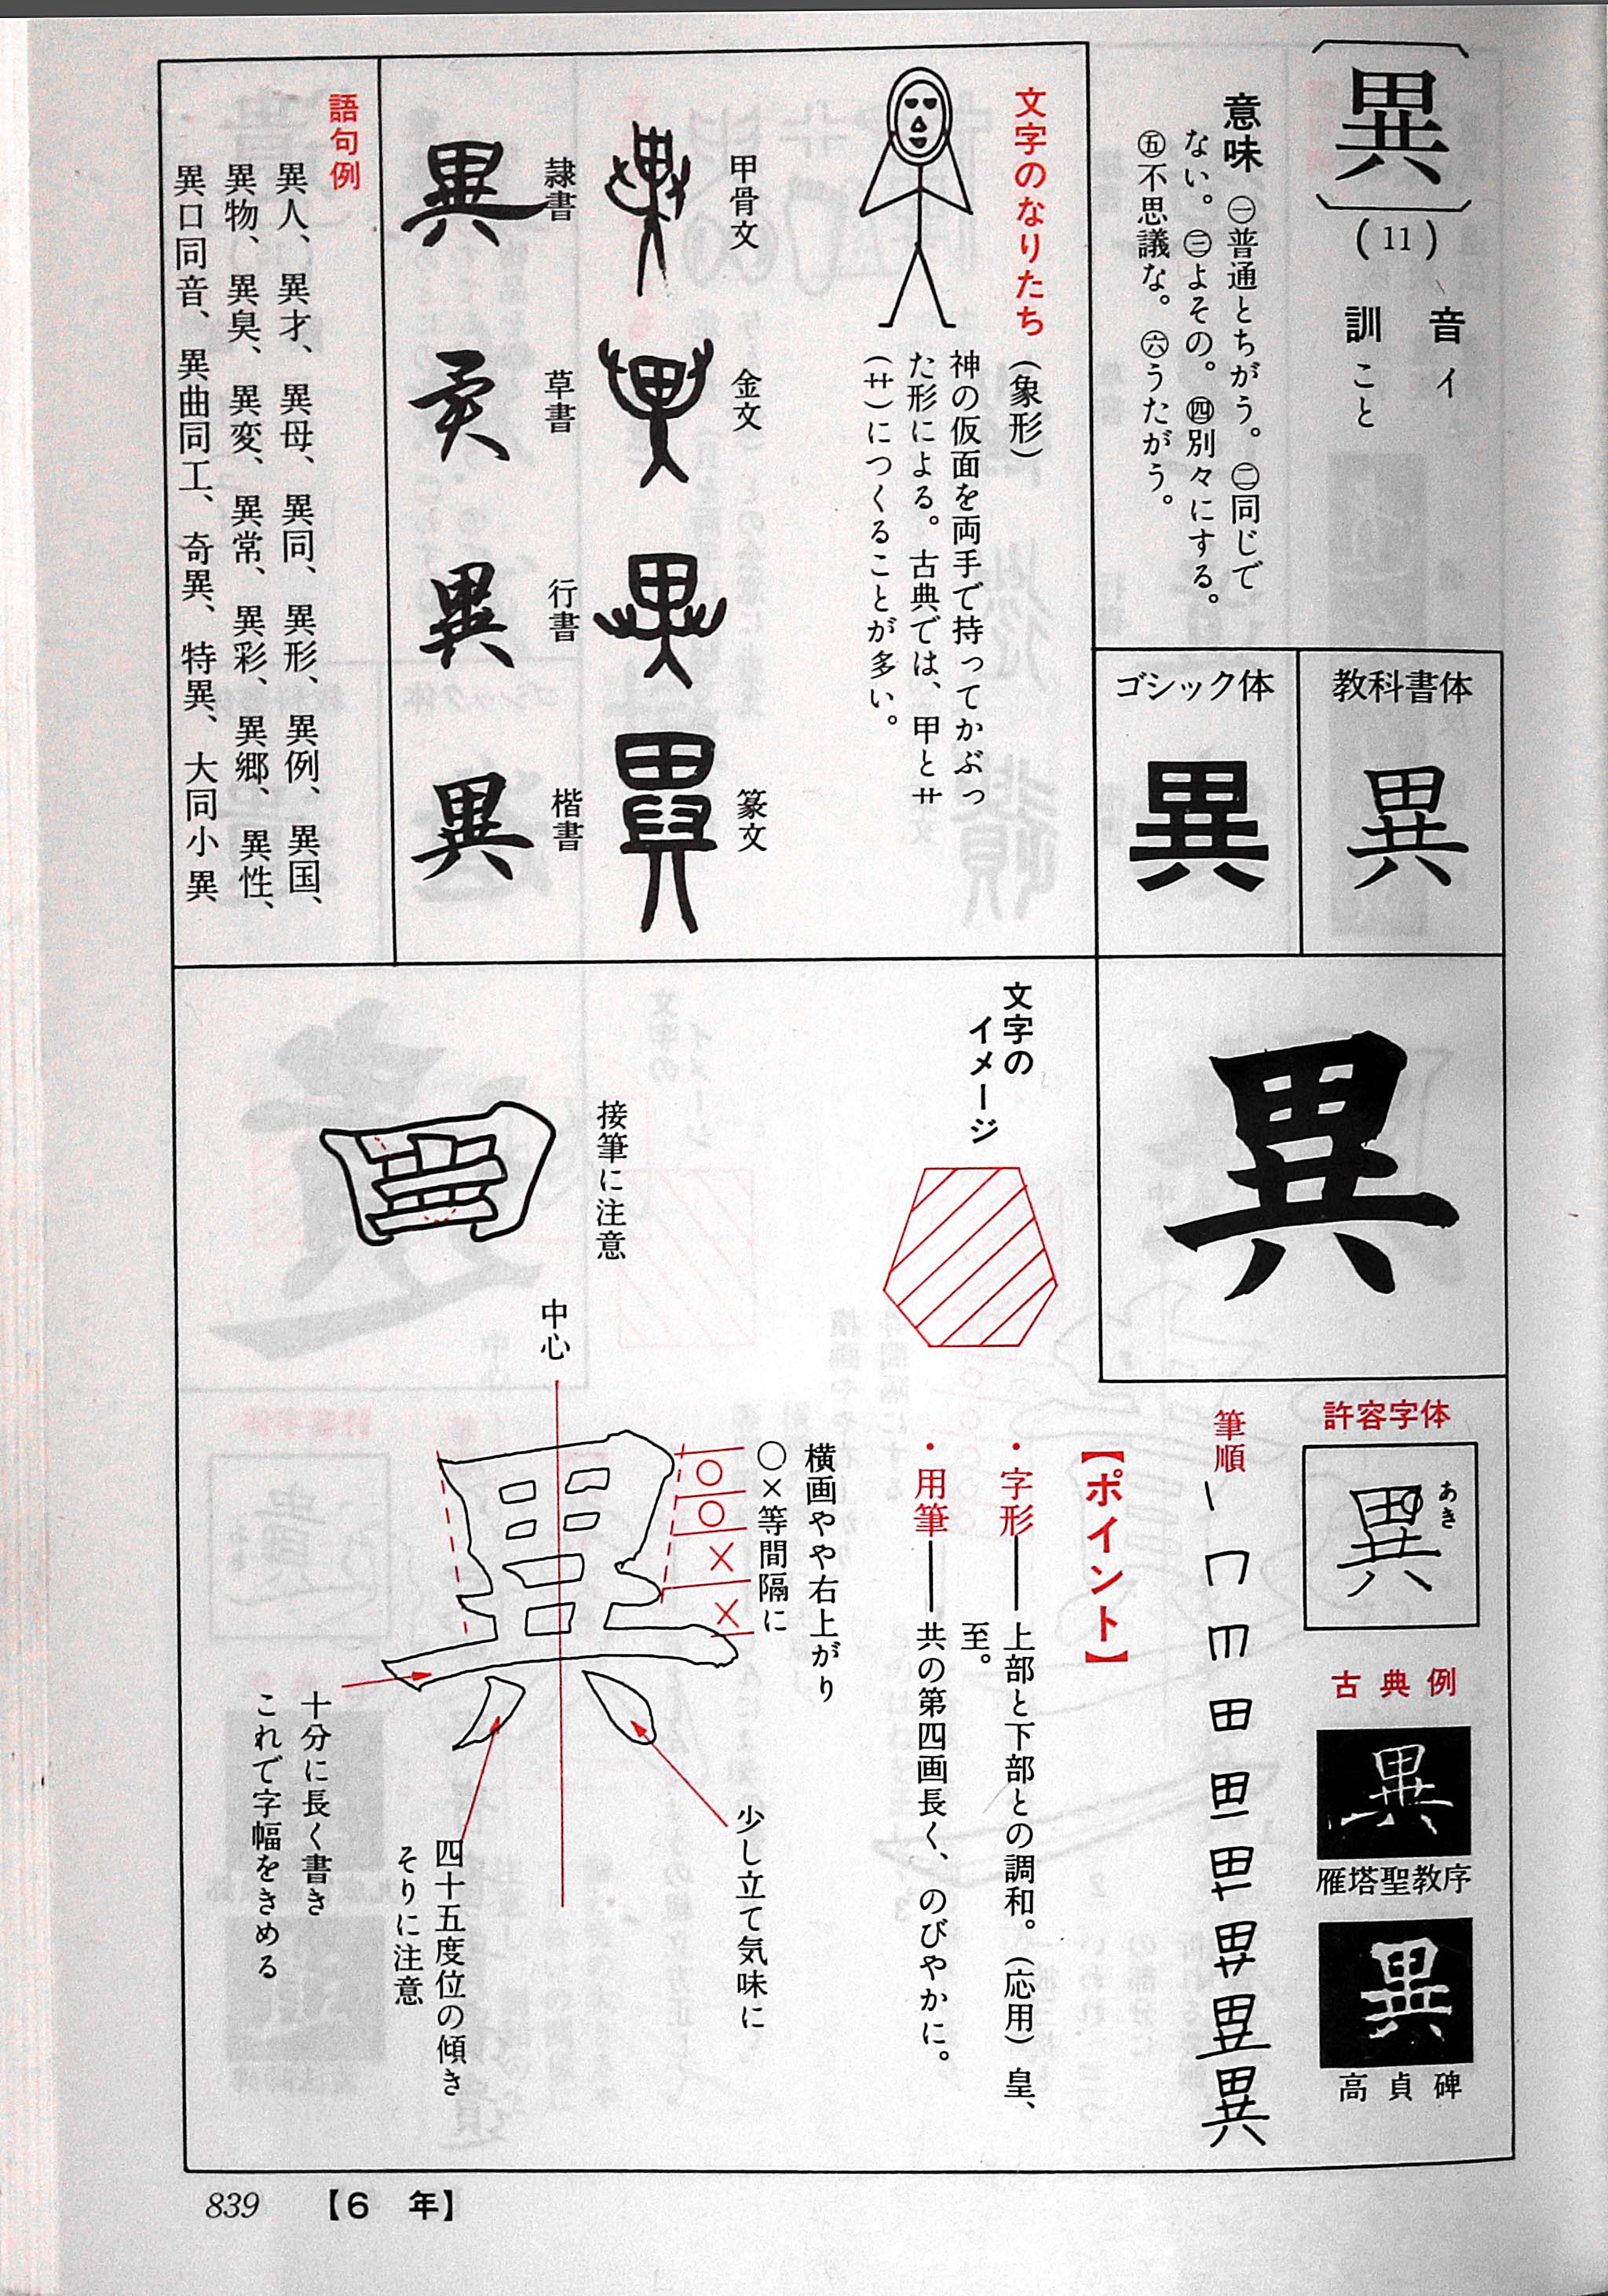 異
(11)
音 イ
訓 こと
意味 ㊀普通とちがう。㊁同じで
ない。㊂よその。㊃別々にする。
㊄不思議な。㊅うたがう。
教科書体
異
ゴシック体
異
文字のなりたち
(象形)
神の仮面を両手で持ってかぶっ
た形による。古典では、甲と廾
(廿)につくることが多い。
甲骨文
金文
篆文
隷書
草書
行書
楷書
異
異
異
異
語句例
異人、異才、異母、異同、異形、異例、異国、
異物、異臭、異変、異常、異彩、異郷、異性、
異口同音、異曲同工、奇異、特異、大同小異
異
文字の
イメージ
接筆に注意
許容字体
異
あき
古典例
異
雁塔聖教序
異
高貞碑
筆順
異
【ポイント】
・字形——上部と下部との調和。(応用)皇、
至。
・用筆——共の第四画長く、のびやかに。
横画やや右上がり
○×等間隔に
○
○
×
×
中心
異
少し立て気味に
四十五度位の傾き
そりに注意
十分に長く書き
これで字幅をきめる
839 【6 年】